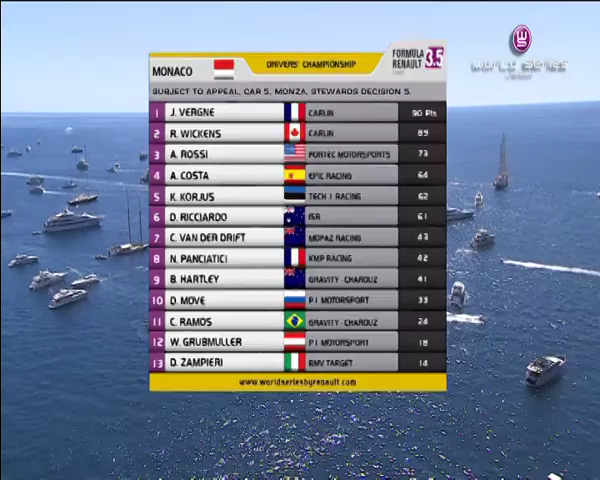 MONACO
DRIVERS' CHAMPIONSHIP
FORMULA RENAULT 3.5
world series
by RENAULT
SUBJECT TO APPEAL, CAR 5, MONZA, STEWARDS DECISION 5.
1 J. VERGNE CARLIN 90 Pts
2 R. WICKENS CARLIN 89
3 A. ROSSI FORTEC MOTORSPORTS 73
4 A. COSTA EPIC RACING 64
5 K. KORJUS TECH 1 RACING 62
6 D. RICCIARDO ISR 61
7 C. VAN DER DRIFT MOFAZ RACING 43
8 N. PANCIATICI KMP RACING 42
9 B. HARTLEY GRAVITY-CHAROUZ 41
10 D. MOVE P1 MOTORSPORT 33
11 C. RAMOS GRAVITY-CHAROUZ 26
12 W. GRUBMULLER P1 MOTORSPORT 18
13 D. ZAMPIERI BMV TARGET 14
www.worldseriesbyrenault.com